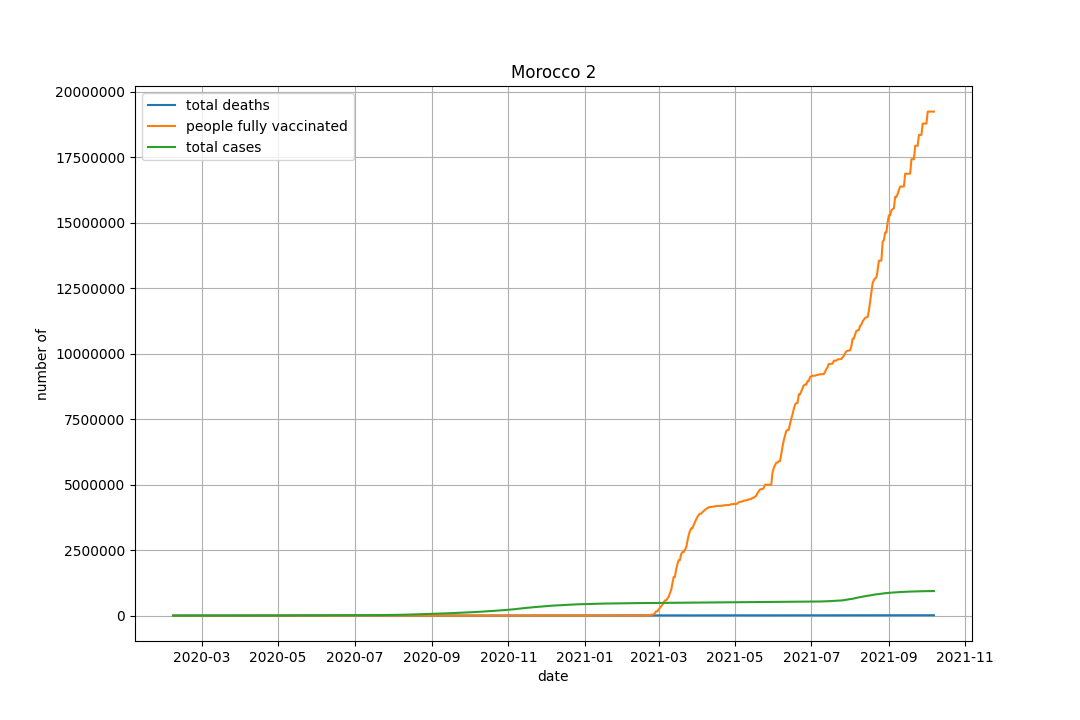 Morocco 2
total deaths
people fully vaccinated
total cases
20000000
17500000
15000000
12500000
10000000
7500000
5000000
2500000
0
number of
2020-03 2020-05 2020-07 2020-09 2020-11 2021-01 2021-03 2021-05 2021-07 2021-09 2021-11
date